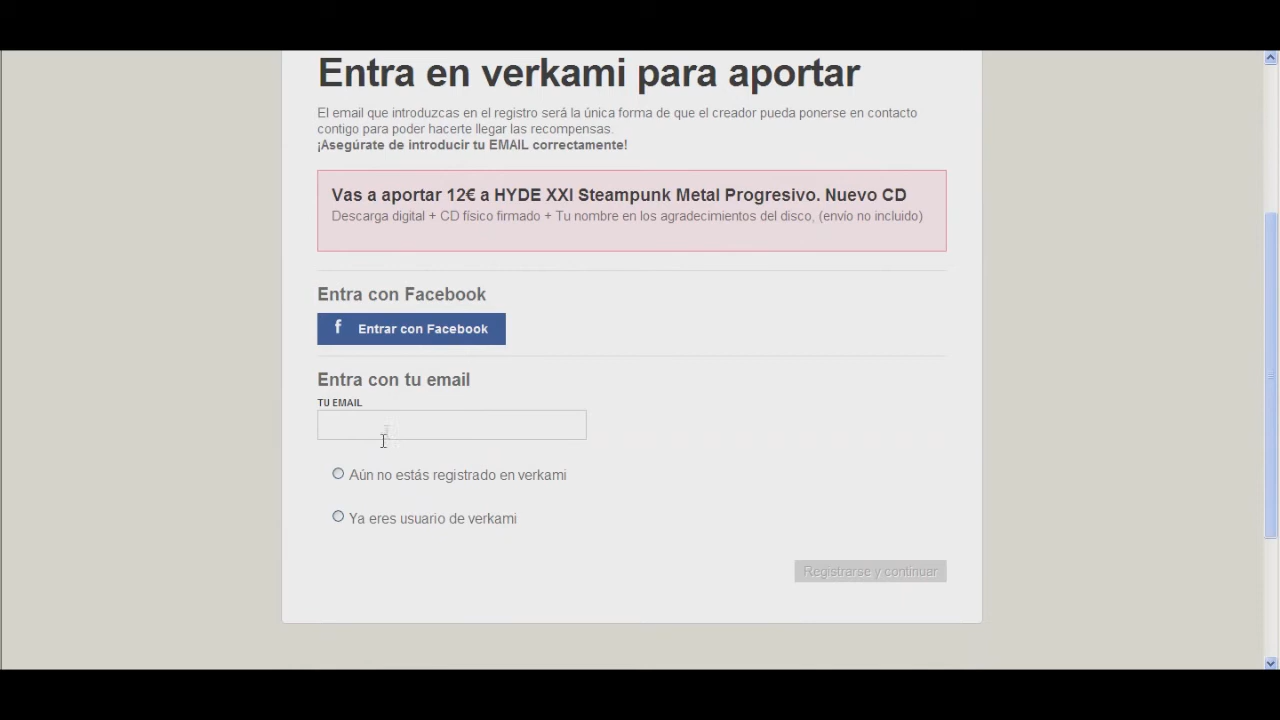 Entra en verkami para aportar
El email que introduzcas en el registro será la única forma de que el creador pueda ponerse en contacto
contigo para poder hacerte llegar las recompensas.
¡Asegúrate de introducir tu EMAIL correctamente!
Vas a aportar 12€ a HYDE XXI Steampunk Metal Progresivo. Nuevo CD
Descarga digital + CD físico firmado + Tu nombre en los agradecimientos del disco, (envío no incluido)
Entra con Facebook
f Entrar con Facebook
Entra con tu email
TU EMAIL
Aún no estás registrado en verkami
Ya eres usuario de verkami
Registrarse y continuar